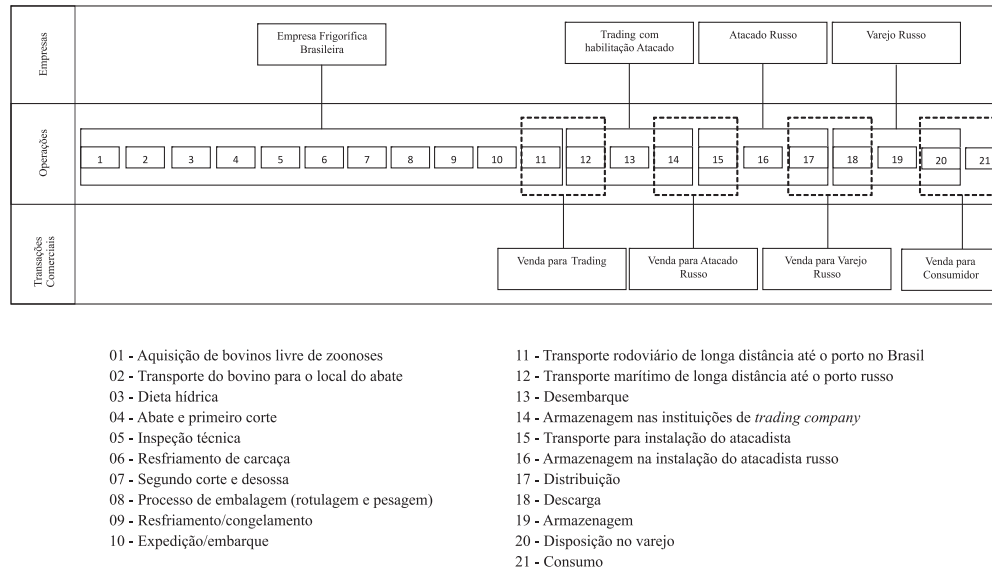 Empresas
Empresa Frigorífica
Brasileira
Trading com
habilitação Atacado
Atacado Russo
Varejo Russo
Operações
1 2 3 4 5 6 7 8 9 10 11 12 13 14 15 16 17 18 19 20 21
Transações
Comerciais
Venda para Trading
Venda para Atacado
Russo
Venda para Varejo
Russo
Venda para
Consumidor
01 - Aquisição de bovinos livre de zoonoses
02 - Transporte do bovino para o local do abate
03 - Dieta hídrica
04 - Abate e primeiro corte
05 - Inspeção técnica
06 - Resfriamento de carcaça
07 - Segundo corte e desossa
08 - Processo de embalagem (rotulagem e pesagem)
09 - Resfriamento/congelamento
10 - Expedição/embarque
11 - Transporte rodoviário de longa distância até o porto no Brasil
12 - Transporte marítimo de longa distância até o porto russo
13 - Desembarque
14 - Armazenagem nas instituições de trading company
15 - Transporte para instalação do atacadista
16 - Armazenagem na instalação do atacadista russo
17 - Distribuição
18 - Descarga
19 - Armazenagem
20 - Disposição no varejo
21 - Consumo